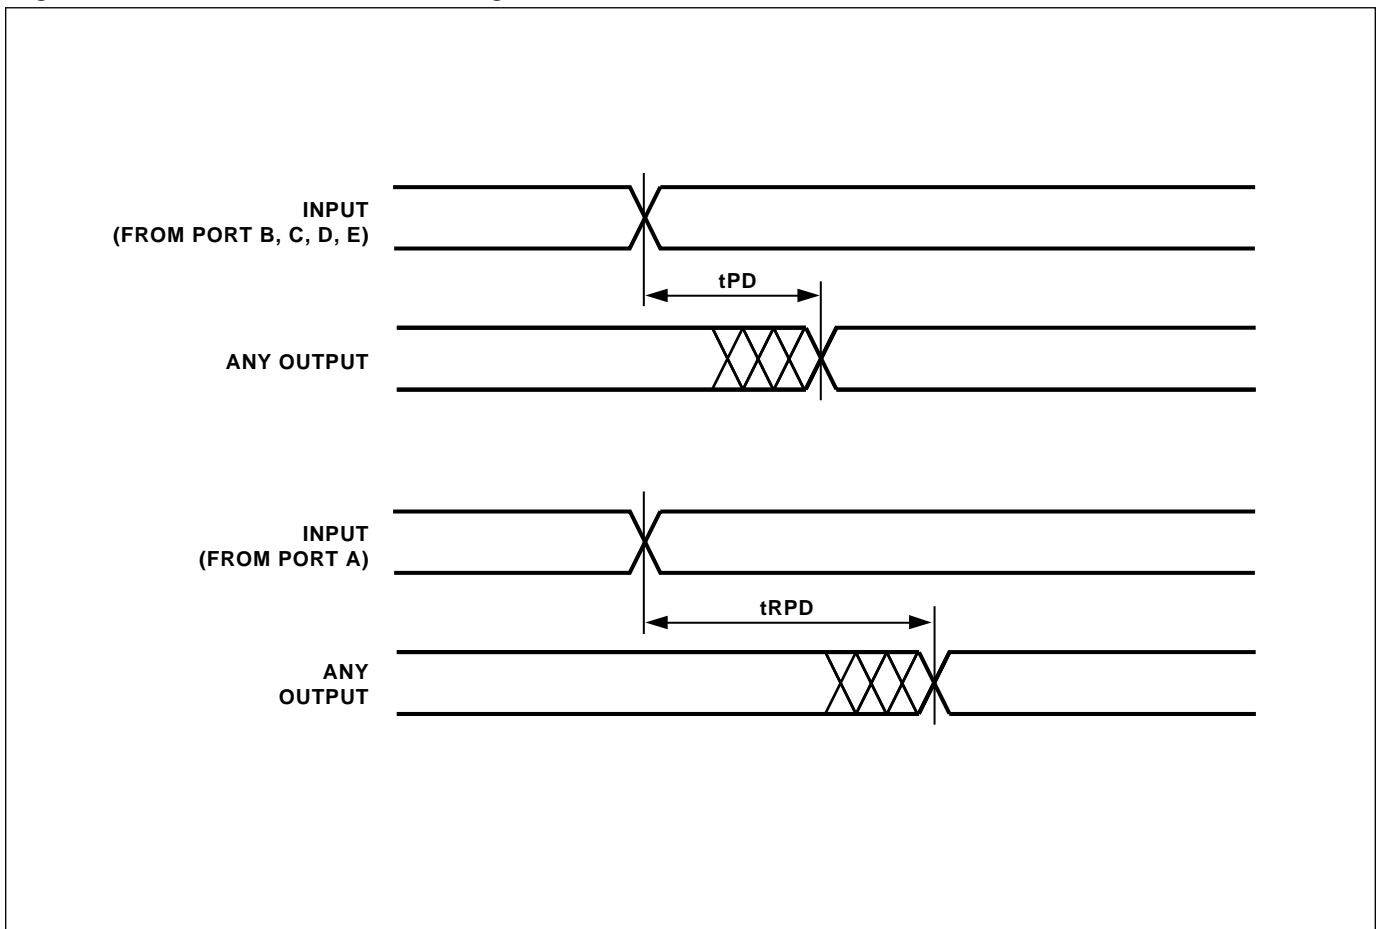 INPUT
(FROM PORT B, C, D, E)
tPD
ANY OUTPUT
INPUT
(FROM PORT A)
tRPD
ANY
OUTPUT